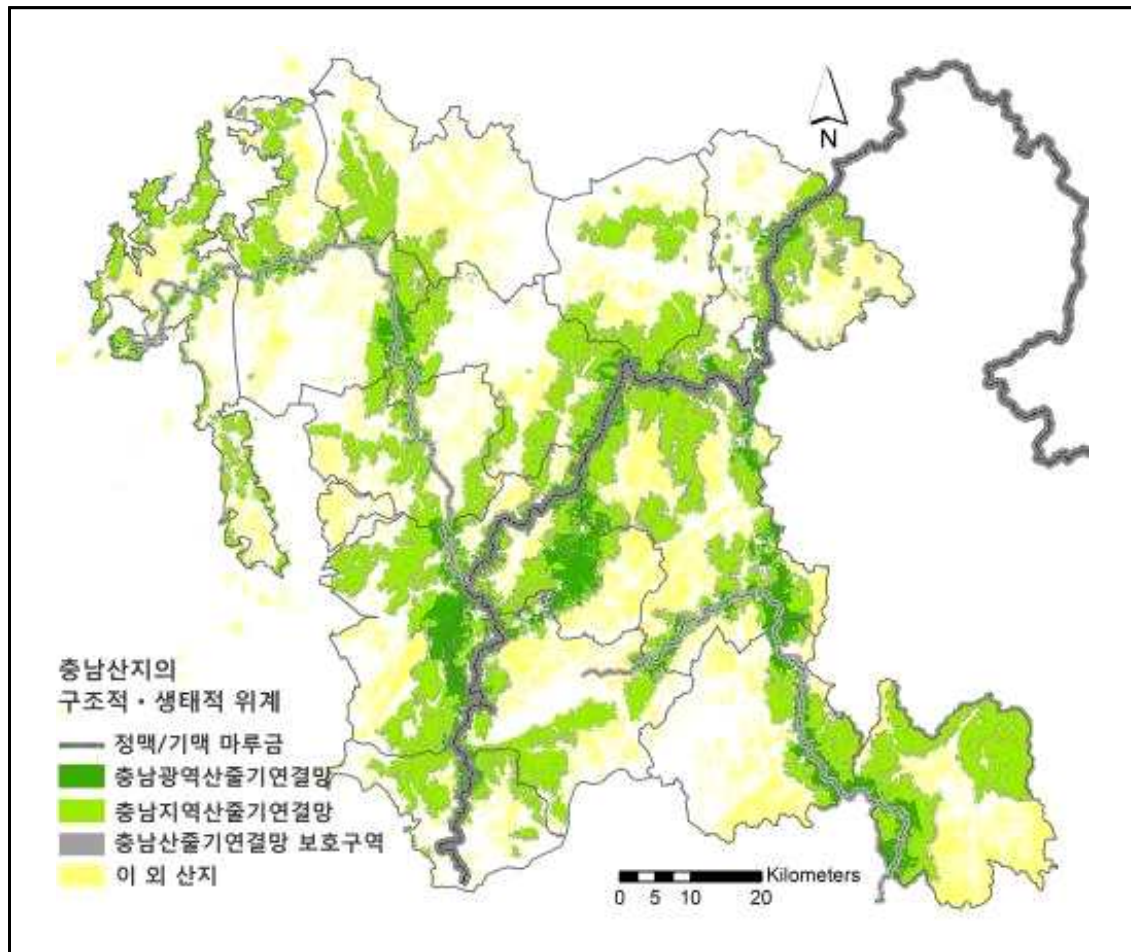 N
충남산지의
구조적·생태적 위계
정맥/기맥 마루금
충남광역산줄기연결망
충남지역산줄기연결망
충남산줄기연결망 보호구역
이 외 산지
Kilometers
0 5 10 20